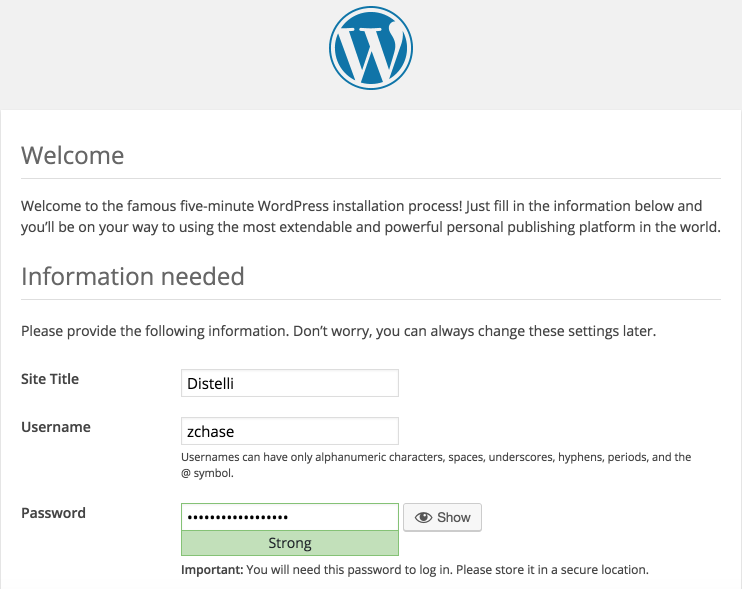 Welcome
Welcome to the famous five-minute WordPress installation process! Just fill in the information below and
you’ll be on your way to using the most extendable and powerful personal publishing platform in the world.
Information needed
Please provide the following information. Don’t worry, you can always change these settings later.
Site Title
Distelli
Username
zchase
Usernames can have only alphanumeric characters, spaces, underscores, hyphens, periods, and the
@ symbol.
Password
••••••••••••••••••
Show
Strong
Important: You will need this password to log in. Please store it in a secure location.